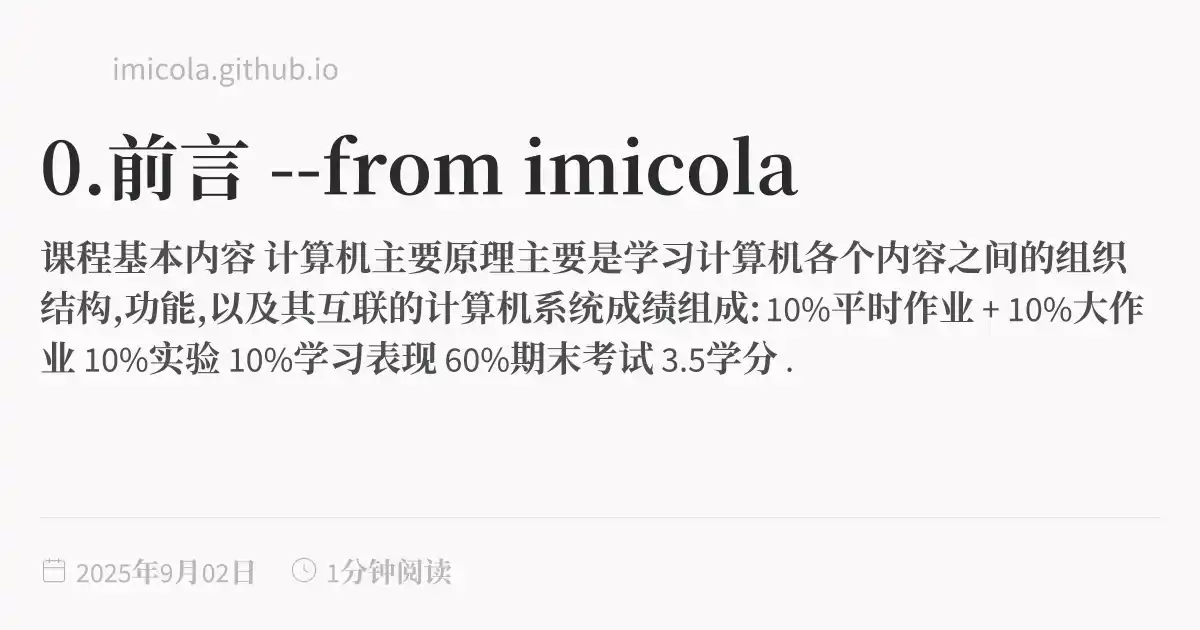 imicola.github.io
0.前言 --from imicola
课程基本内容 计算机主要原理主要是学习计算机各个内容之间的组织
结构,功能,以及其互联的计算机系统成绩组成: 10%平时作业 + 10%大作
业 10%实验 10%学习表现 60%期末考试 3.5学分 .
2025年9月02日 1分钟阅读